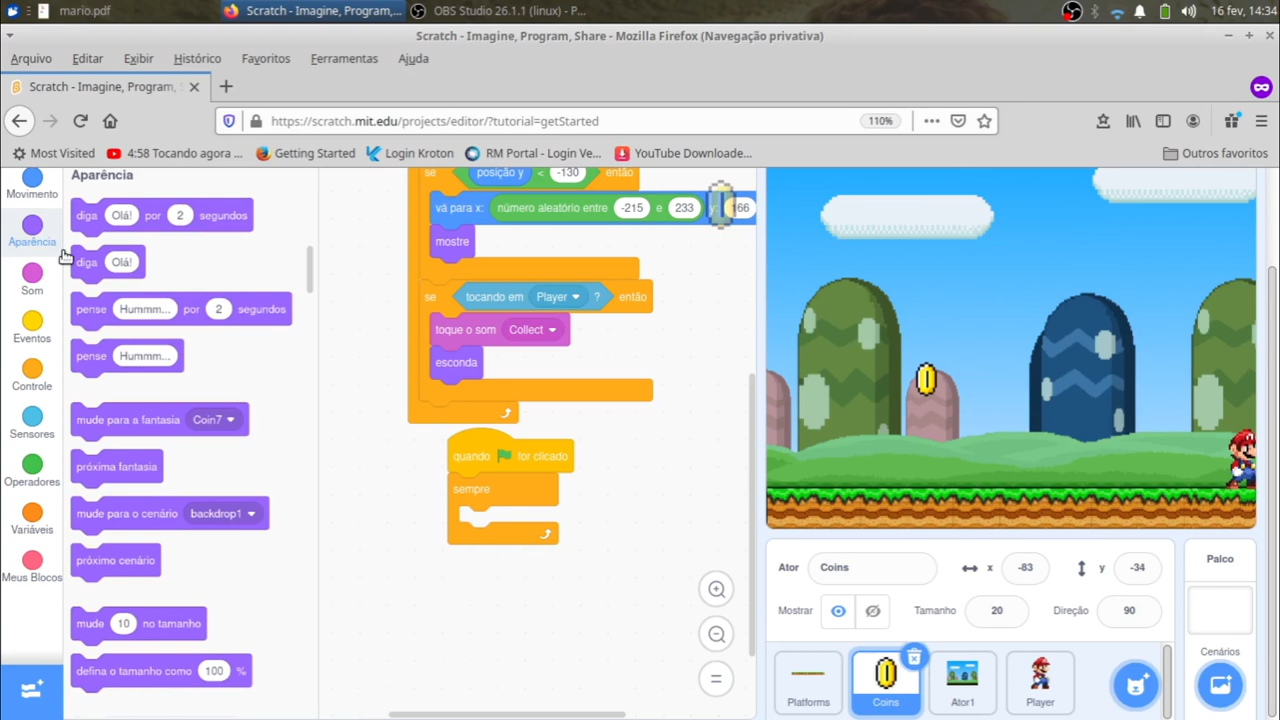 mario.pdf
Scratch - Imagine, Program,...
OBS Studio 26.1.1 (linux) - P...
16 fev, 14:34
Scratch - Imagine, Program, Share - Mozilla Firefox (Navegação privativa)
Arquivo Editar Exibir Histórico Favoritos Ferramentas Ajuda
Scratch - Imagine, Program, S
https://scratch.mit.edu/projects/editor/?tutorial=getStarted
110%
Most Visited
4:58 Tocando agora ...
Getting Started
Login Kroton
RM Portal - Login Ve...
YouTube Downloade...
Outros favoritos
Movimento
Aparência
Som
Eventos
Controle
Sensores
Operadores
Variáveis
Meus Blocos
Aparência
diga Olá! por 2 segundos
diga Olá!
pense Hummm... por 2 segundos
pense Hummm...
mude para a fantasia Coin7
próxima fantasia
mude para o cenário backdrop1
próximo cenário
mude 10 no tamanho
defina o tamanho como 100 %
se posição y < -130 então
vá para x: número aleatório entre -215 e 233 y: 166
mostre
se tocando em Player ? então
toque o som Collect
esconda
quando for clicado
sempre
Ator Coins x -83 y -34
Mostrar Tamanho 20 Direção 90
Platforms
Coins
Ator1
Player
Palco
Cenários